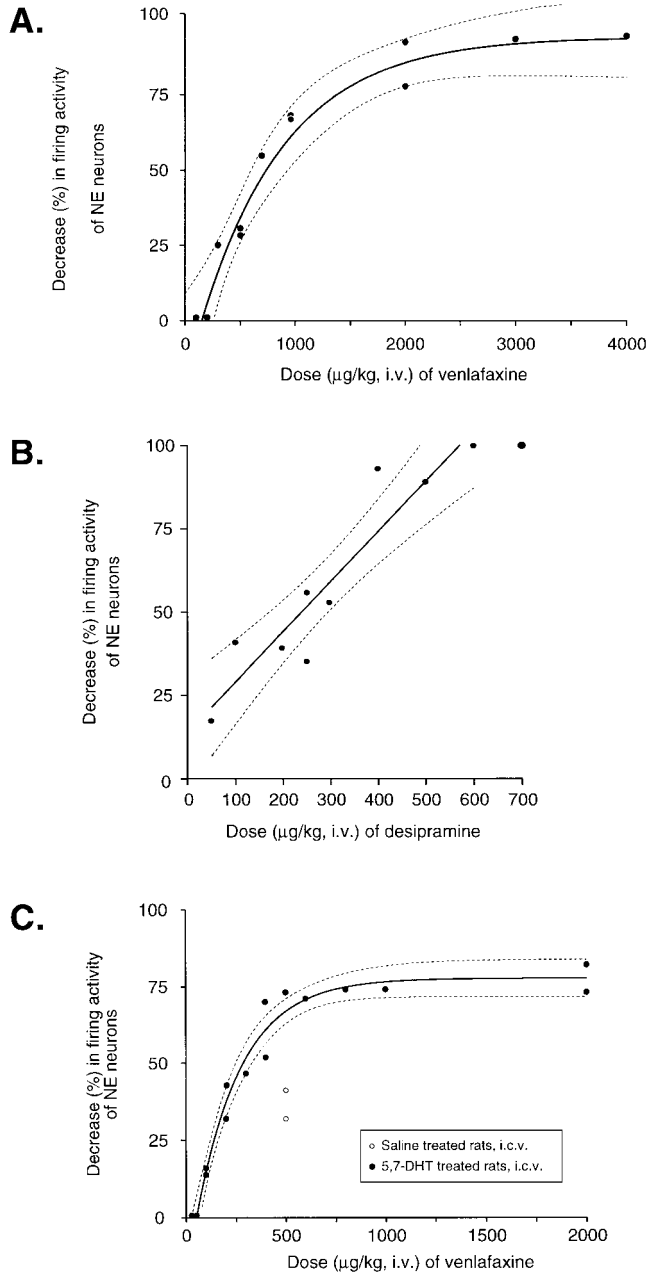 A.
100
75
50
25
0
Decrease (%) in firing activity
of NE neurons
0
1000
2000
3000
4000
Dose (µg/kg, i.v.) of venlafaxine
B.
100
75
50
25
0
Decrease (%) in firing activity
of NE neurons
0
100
200
300
400
500
600
700
Dose (µg/kg, i.v.) of desipramine
C.
100
75
50
25
0
Decrease (%) in firing activity
of NE neurons
Saline treated rats, i.c.v.
5,7-DHT treated rats, i.c.v.
0
500
1000
1500
2000
Dose (µg/kg, i.v.) of venlafaxine